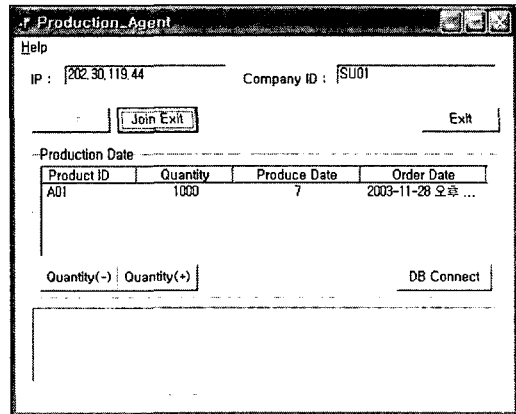 Production_Agent
Help
IP : 202,30,119,44 Company ID : SU01
Join Exit Exit
Production Date
Product ID Quantity Produce Date Order Date
A01 1000 7 2003-11-28 오후 ...
Quantity(-) Quantity(+) DB Connect